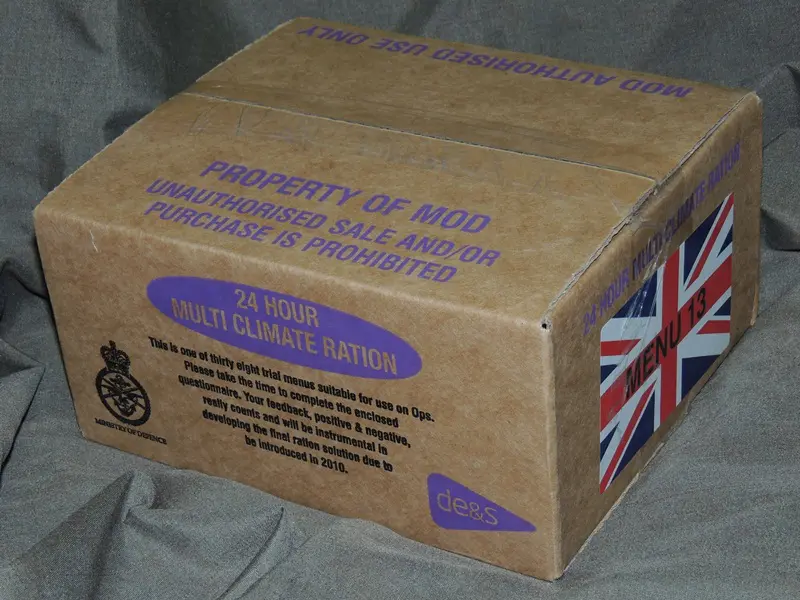 MOD AUTHORISED USE ONLY
PROPERTY OF MOD
UNAUTHORISED SALE AND/OR
PURCHASE IS PROHIBITED
24 HOUR
MULTI CLIMATE RATION
This is one of thirty eight trial menus suitable for use on Ops.
Please take the time to complete the enclosed
questionnaire. Your feedback, positive & negative,
really counts and will be instrumental in
developing the final ration solution due to
be introduced in 2010.
MINISTRY OF DEFENCE
de&s
24 HOUR MULTI CLIMATE RATION
MENU 13